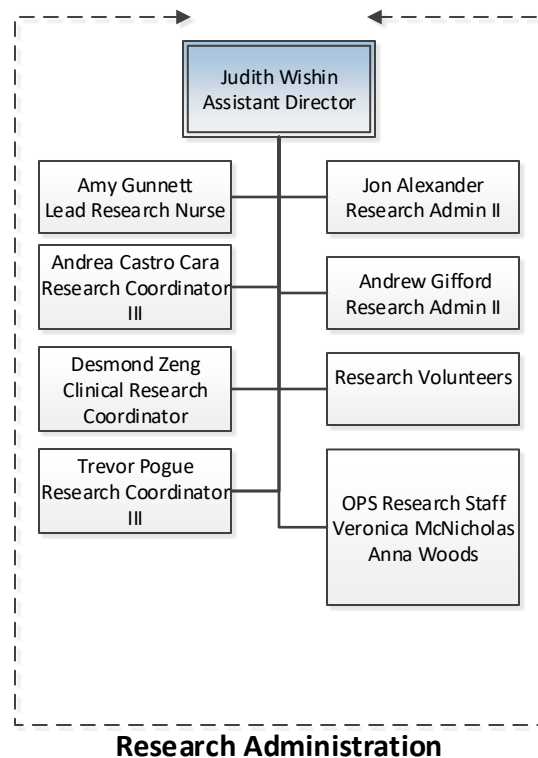 Judith Wishin
Assistant Director
Amy Gunnett
Lead Research Nurse
Jon Alexander
Research Admin II
Andrea Castro Cara
Research Coordinator
III
Andrew Gifford
Research Admin II
Desmond Zeng
Clinical Research
Coordinator
Research Volunteers
Trevor Pogue
Research Coordinator
III
OPS Research Staff
Veronica McNicholas
Anna Woods
Research Administration